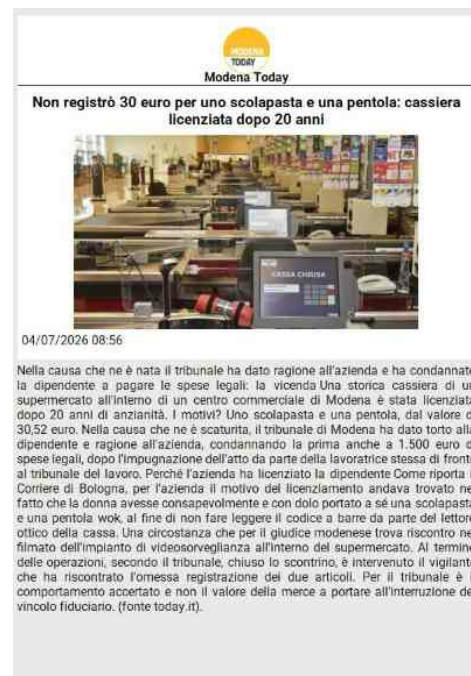 MODENA
TODAY
Modena Today
Non registrò 30 euro per uno scolapasta e una pentola: cassiera
licenziata dopo 20 anni
CASSA CHIUSA
04/07/2026 08:56
Nella causa che ne è nata il tribunale ha dato ragione all'azienda e ha condannato
la dipendente a pagare le spese legali: la vicenda Una storica cassiera di u
supermercato all'interno di un centro commerciale di Modena è stata licenziata
dopo 20 anni di anzianità. I motivi? Uno scolapasta e una pentola, dal valore d
30,52 euro. Nella causa che ne è scaturita, il tribunale di Modena ha dato torto alla
dipendente e ragione all'azienda, condannando la prima anche a 1.500 euro d
spese legali, dopo l'impugnazione dell'atto da parte della lavoratrice stessa di fronte
al tribunale del lavoro. Perché l'azienda ha licenziato la dipendente Come riporta i
Corriere di Bologna, per l'azienda il motivo del licenziamento andava trovato ne
fatto che la donna avesse consapevolmente e con dolo portato a sé una scolapasta
e una pentola wok, al fine di non fare leggere il codice a barre da parte del lettore
ottico della cassa. Una circostanza che per il giudice modenese trova riscontro ne
filmato dell'impianto di videosorveglianza all'interno del supermercato. Al termine
delle operazioni, secondo il tribunale, chiuso lo scontrino, è intervenuto il vigilante
che ha riscontrato l'omessa registrazione dei due articoli. Per il tribunale è i
comportamento accertato e non il valore della merce a portare all'interruzione de
vincolo fiduciario. (fonte today.it).